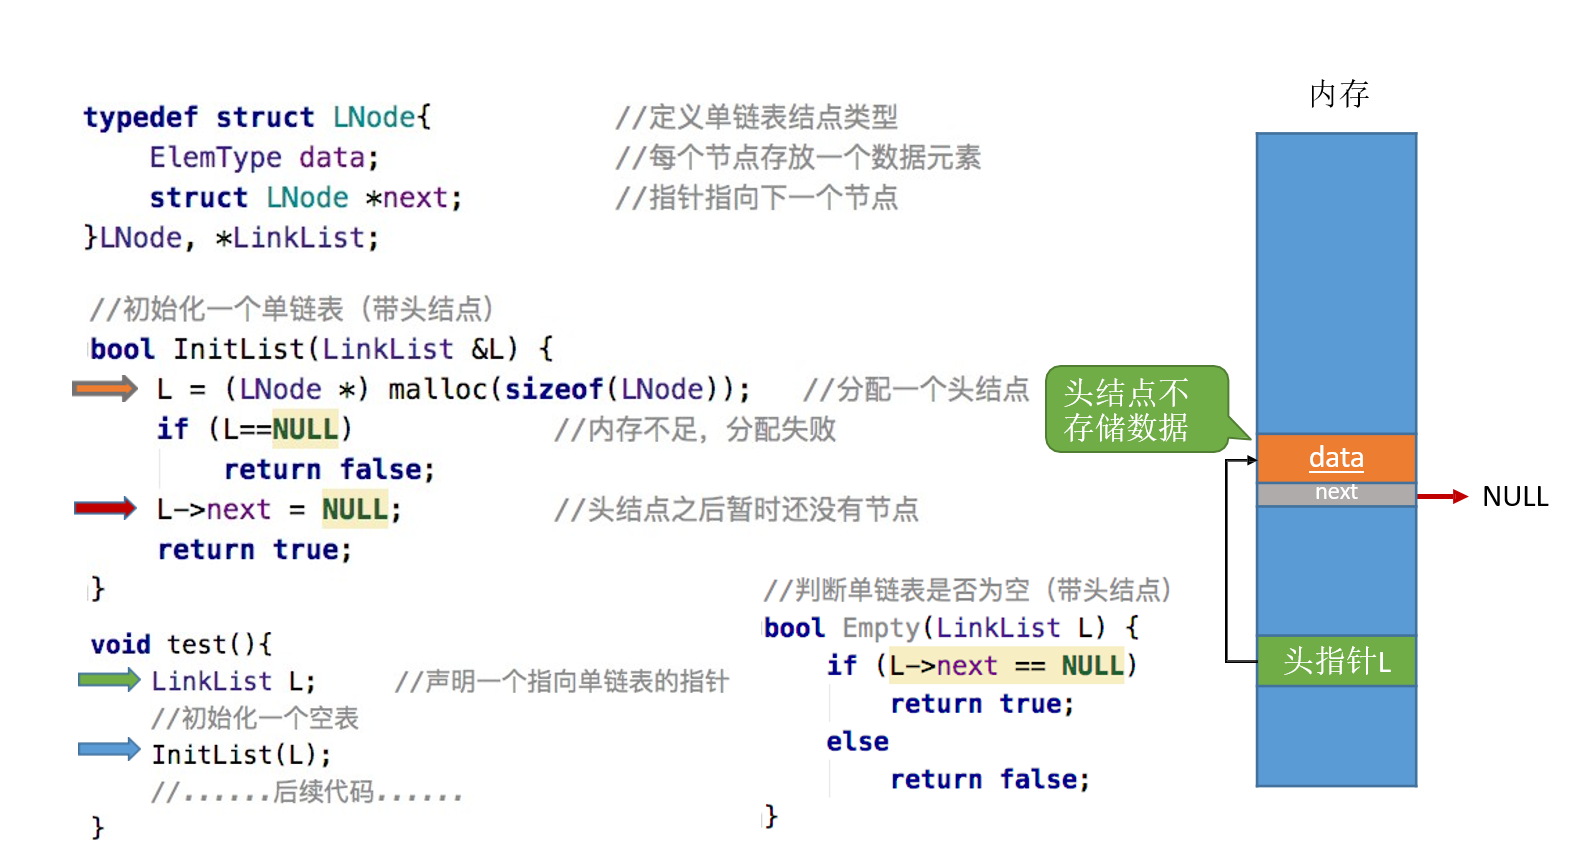 typedef struct LNode{ //定义单链表结点类型
ElemType data; //每个节点存放一个数据元素
struct LNode *next; //指针指向下一个节点
}LNode, *LinkList;
//初始化一个单链表（带头结点）
bool InitList(LinkList &L) {
L = (LNode *) malloc(sizeof(LNode)); //分配一个头结点
if (L==NULL) //内存不足，分配失败
return false;
L->next = NULL; //头结点之后暂时还没有节点
return true;
}
void test(){
LinkList L; //声明一个指向单链表的指针
//初始化一个空表
InitList(L);
//......后续代码......
}
//判断单链表是否为空（带头结点）
bool Empty(LinkList L) {
if (L->next == NULL)
return true;
else
return false;
}
内存
头结点不
存储数据
data
next
NULL
头指针L